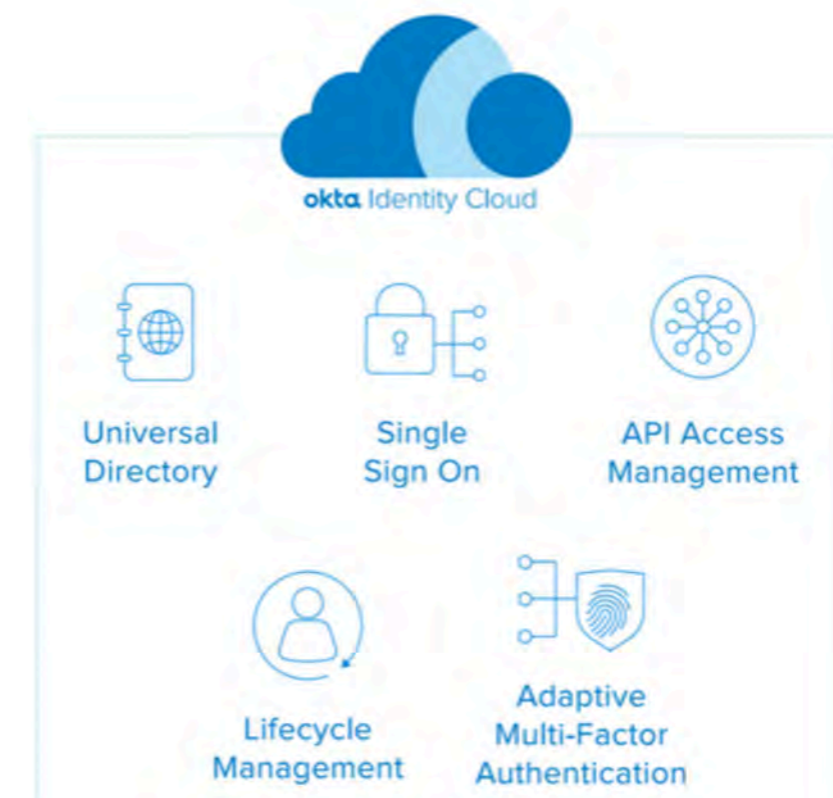 okta Identity Cloud
Universal
Directory
Single
Sign On
API Access
Management
Lifecycle
Management
Adaptive
Multi-Factor
Authentication